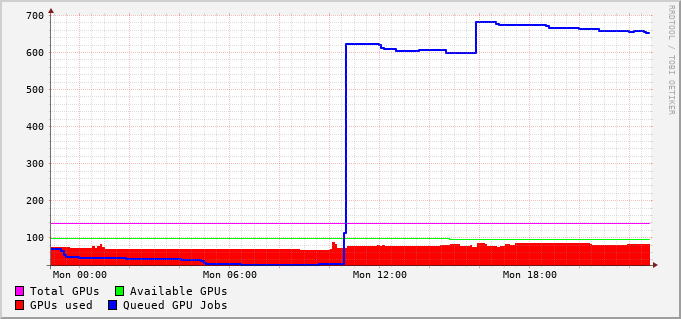 700
600
500
400
300
200
100
Mon 00:00 Mon 06:00 Mon 12:00 Mon 18:00
Total GPUs Available GPUs
GPUs used Queued GPU Jobs
RRDTOOL / TOBI OETIKER